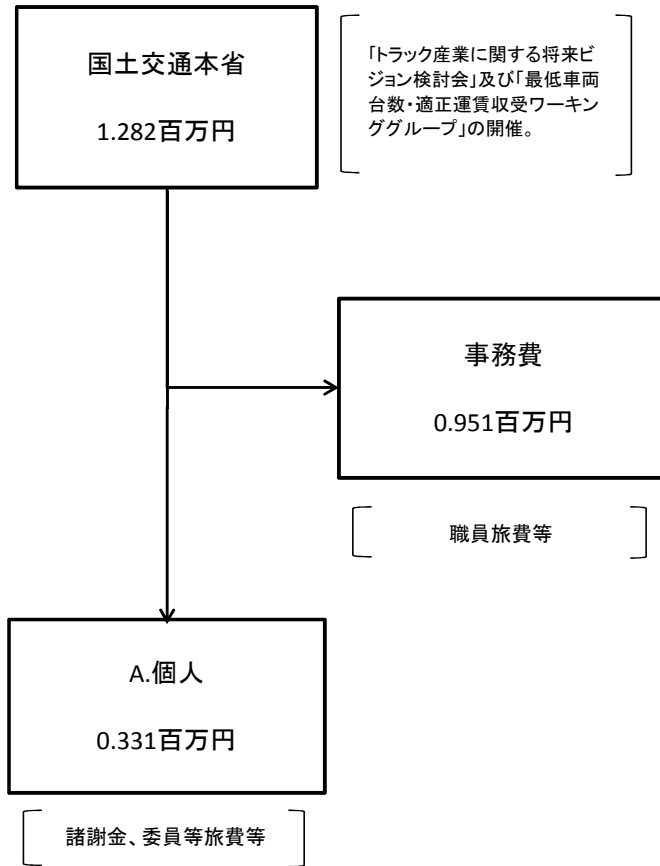 国土交通本省
1.282百万円
「トラック産業に関する将来ビ
ジョン検討会」及び「最低車両
台数・適正運賃収受ワーキン
ググループ」の開催。
事務費
0.951百万円
職員旅費等
A.個人
0.331百万円
諸謝金、委員等旅費等